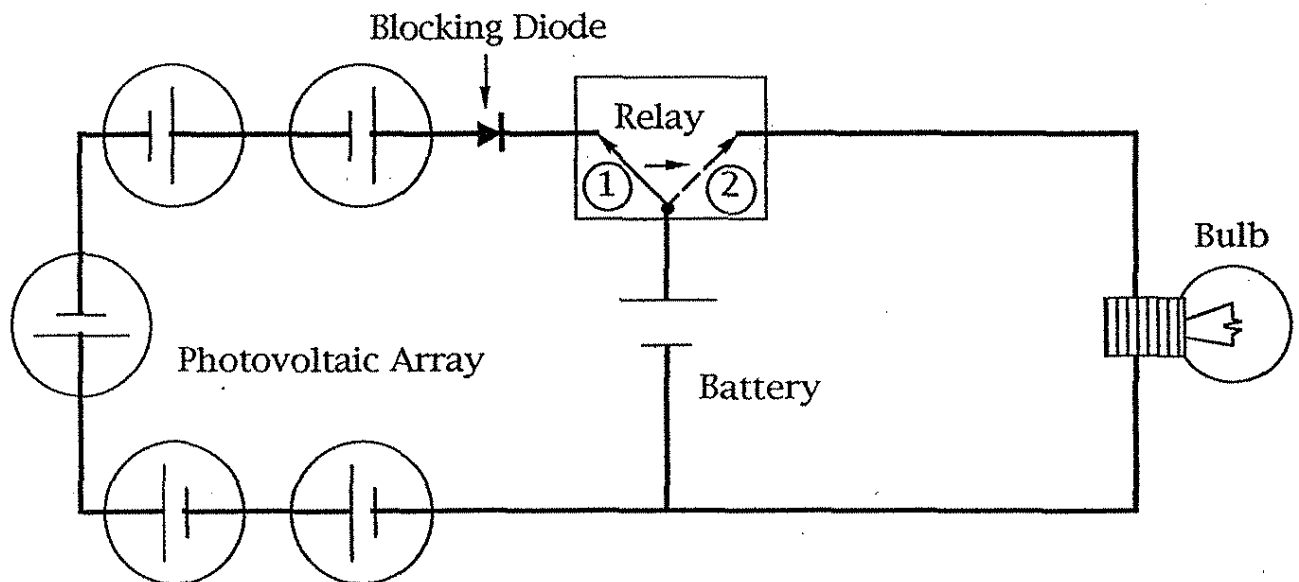 Blocking Diode
Relay
1
2
Bulb
Photovoltaic Array
Battery